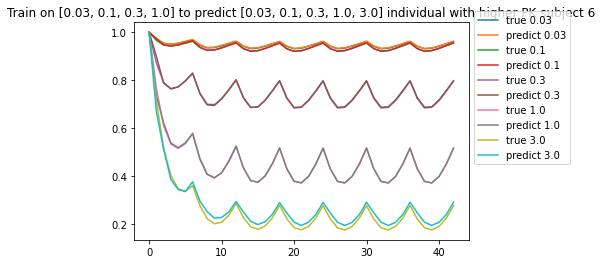 Train on [0.03, 0.1, 0.3, 1.0] to predict [0.03, 0.1, 0.3, 1.0, 3.0] individual with higher PK subject 6
true 0.03
predict 0.03
true 0.1
predict 0.1
true 0.3
predict 0.3
true 1.0
predict 1.0
true 3.0
predict 3.0
1.0
0.8
0.6
0.4
0.2
0
10
20
30
40